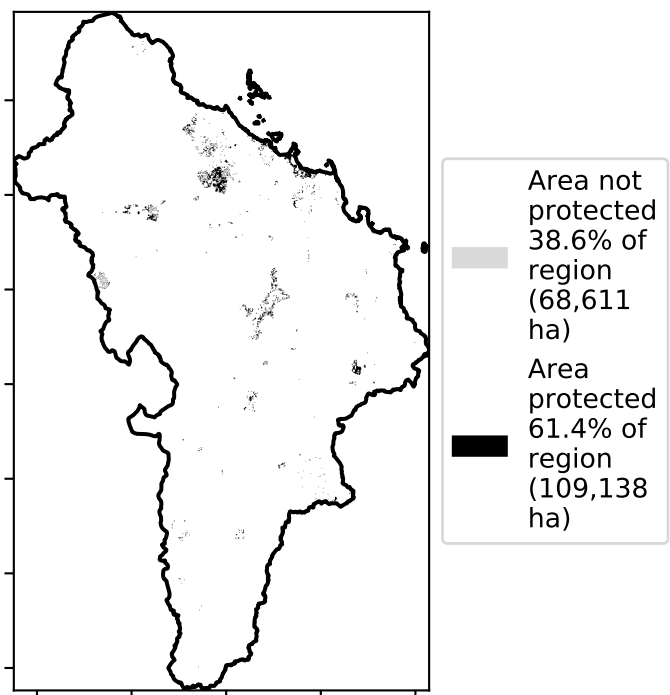 Area not
protected
38.6% of
region
(68,611
ha)
Area
protected
61.4% of
region
(109,138
ha)